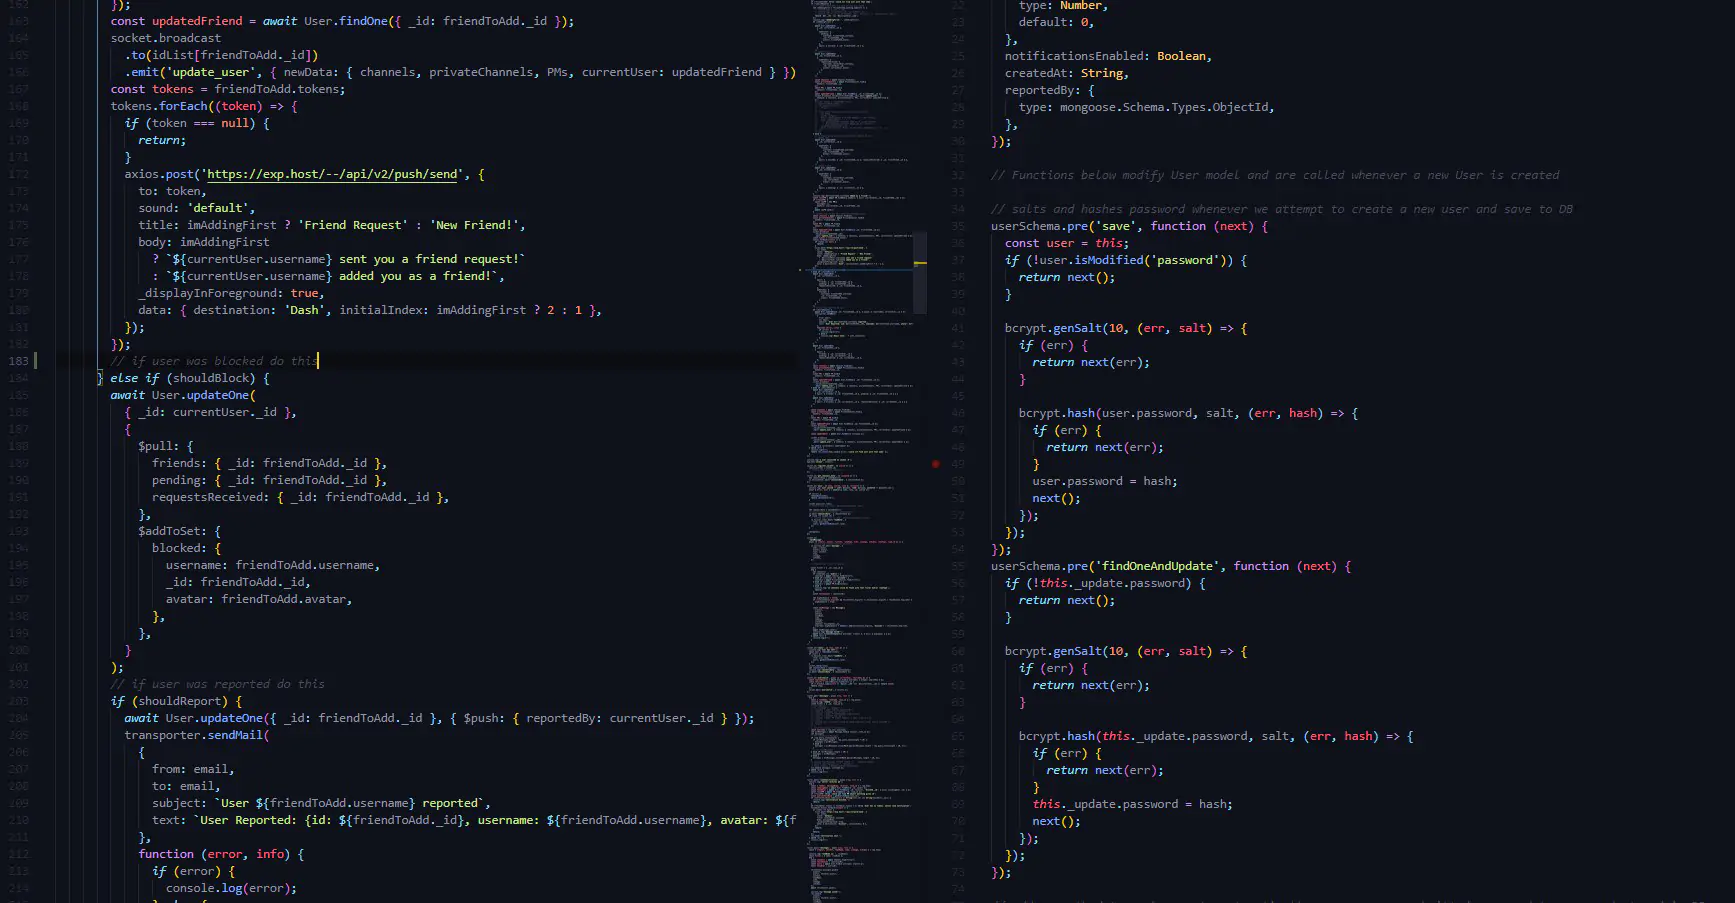 162 });
163 const updatedFriend = await User.findOne({ _id: friendToAdd._id });
164 socket.broadcast
165 .to(idList[friendToAdd._id])
166 .emit('update_user', { newData: { channels, privateChannels, PMs, currentUser: updatedFriend } })
167 const tokens = friendToAdd.tokens;
168 tokens.forEach((token) => {
169 if (token === null) {
170 return;
171 }
172 axios.post('https://exp.host/--/api/v2/push/send', {
173 to: token,
174 sound: 'default',
175 title: imAddingFirst ? 'Friend Request' : 'New Friend!',
176 body: imAddingFirst
177 ? `${currentUser.username} sent you a friend request!`
178 : `${currentUser.username} added you as a friend!`,
179 _displayInForeground: true,
180 data: { destination: 'Dash', initialIndex: imAddingFirst ? 2 : 1 },
181 });
182 });
183 // if user was blocked do this
184 } else if (shouldBlock) {
185 await User.updateOne(
186 { _id: currentUser._id },
187 {
188 $pull: {
189 friends: { _id: friendToAdd._id },
190 pending: { _id: friendToAdd._id },
191 requestsReceived: { _id: friendToAdd._id },
192 },
193 $addToSet: {
194 blocked: {
195 username: friendToAdd.username,
196 _id: friendToAdd._id,
197 avatar: friendToAdd.avatar,
198 },
199 },
200 }
201 );
202 // if user was reported do this
203 if (shouldReport) {
204 await User.updateOne({ _id: friendToAdd._id }, { $push: { reportedBy: currentUser._id } });
205 transporter.sendMail(
206 {
207 from: email,
208 to: email,
209 subject: `User ${friendToAdd.username} reported`,
210 text: `User Reported: {id: ${friendToAdd._id}, username: ${friendToAdd.username}, avatar: ${f
211 },
212 function (error, info) {
213 if (error) {
214 console.log(error);
22 type: Number,
23 default: 0,
24 },
25 notificationsEnabled: Boolean,
26 createdAt: String,
27 reportedBy: {
28 type: mongoose.Schema.Types.ObjectId,
29 },
30 });
31
32 // Functions below modify User model and are called whenever a new User is created
33
34 // salts and hashes password whenever we attempt to create a new user and save to DB
35 userSchema.pre('save', function (next) {
36 const user = this;
37 if (!user.isModified('password')) {
38 return next();
39 }
40
41 bcrypt.genSalt(10, (err, salt) => {
42 if (err) {
43 return next(err);
44 }
45
46 bcrypt.hash(user.password, salt, (err, hash) => {
47 if (err) {
48 return next(err);
49 }
50 user.password = hash;
51 next();
52 });
53 });
54 });
55 userSchema.pre('findOneAndUpdate', function (next) {
56 if (!this._update.password) {
57 return next();
58 }
59
60 bcrypt.genSalt(10, (err, salt) => {
61 if (err) {
62 return next(err);
63 }
64
65 bcrypt.hash(this._update.password, salt, (err, hash) => {
66 if (err) {
67 return next(err);
68 }
69 this._update.password = hash;
70 next();
71 });
72 });
73 });
74